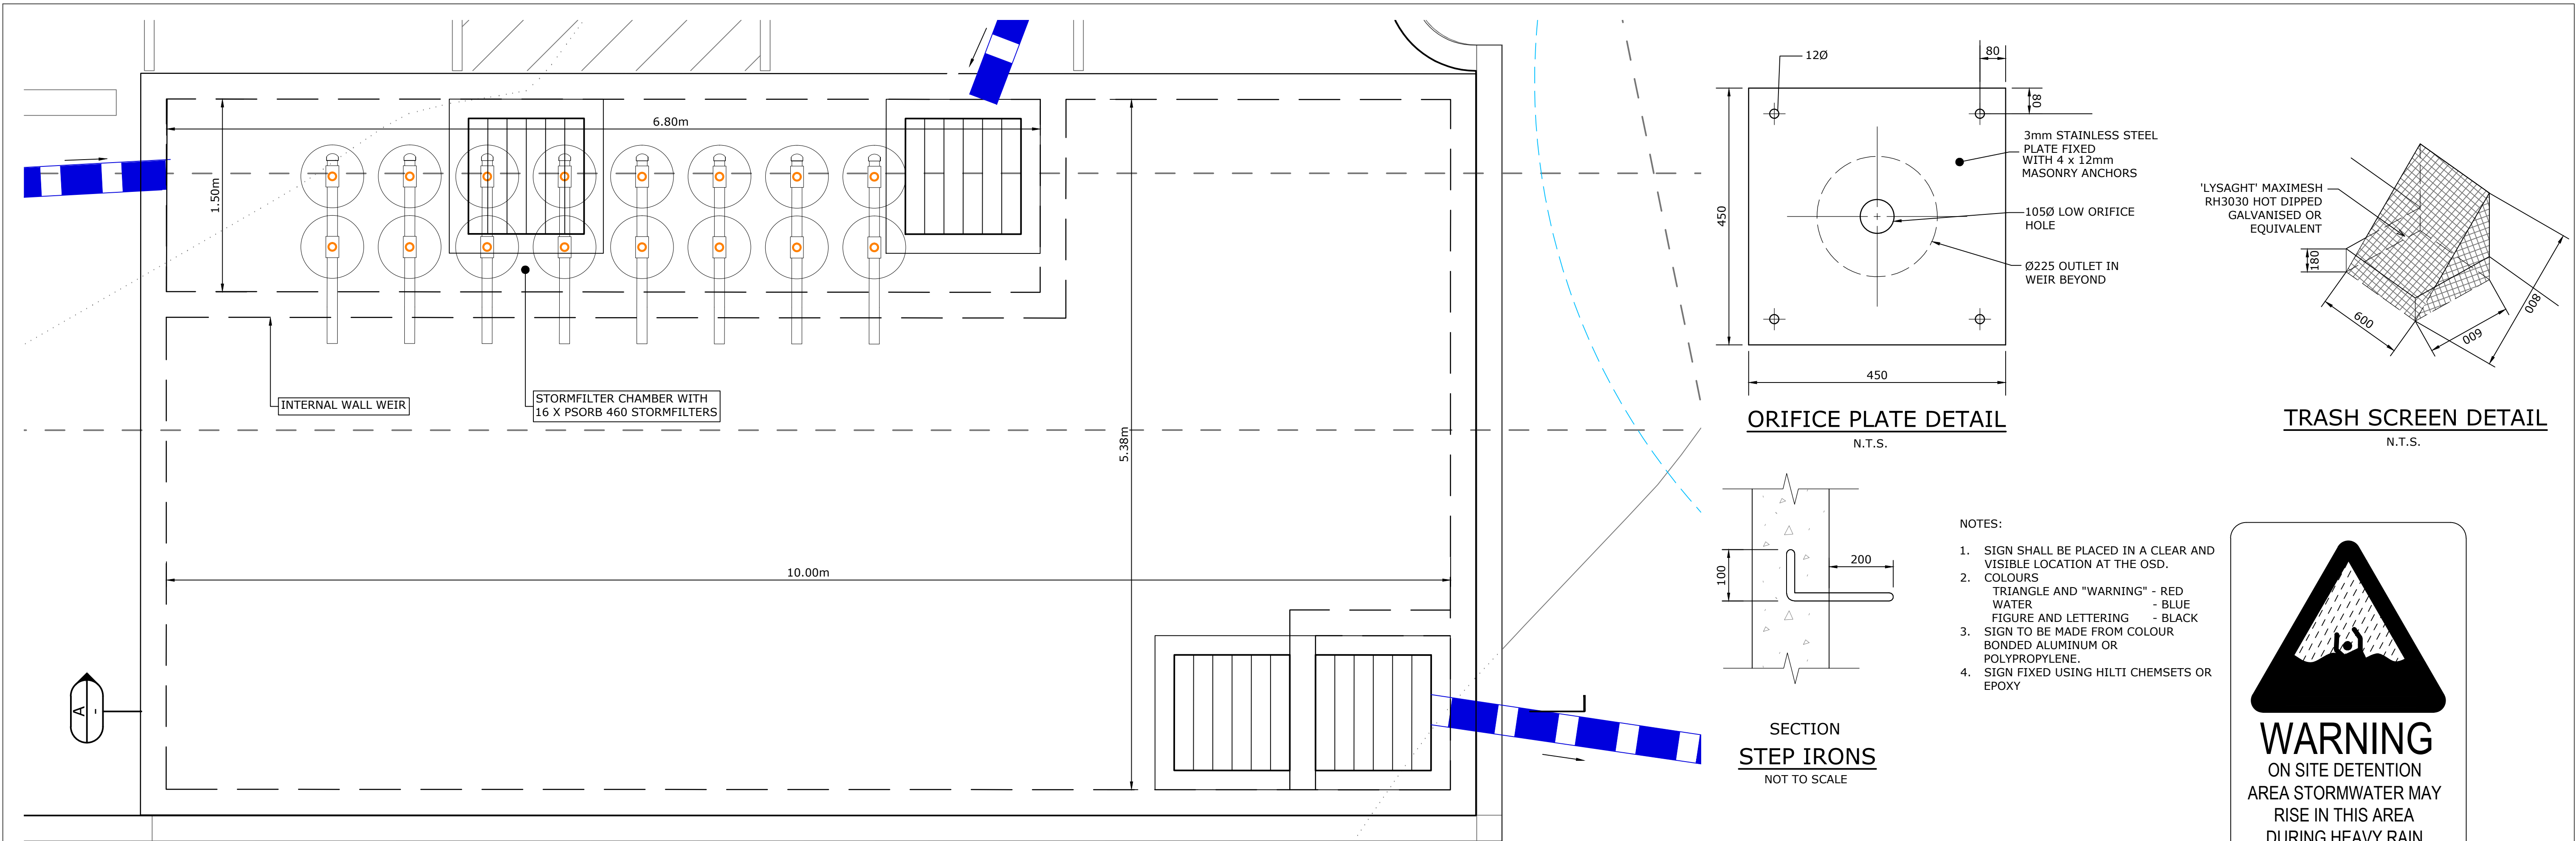 6.80m
1.50m
5.38m
10.00m
INTERNAL WALL WEIR
STORMFILTER CHAMBER WITH
16 X PSORB 460 STORMFILTERS
A
-
12Ø
80
80
450
450
3mm STAINLESS STEEL
PLATE FIXED
WITH 4 x 12mm
MASONRY ANCHORS
105Ø LOW ORIFICE
HOLE
Ø225 OUTLET IN
WEIR BEYOND
ORIFICE PLATE DETAIL
N.T.S.
'LYSAGHT' MAXIMESH
RH3030 HOT DIPPED
GALVANISED OR
EQUIVALENT
180
600
600
800
TRASH SCREEN DETAIL
N.T.S.
100
200
SECTION
STEP IRONS
NOT TO SCALE
NOTES:
1. SIGN SHALL BE PLACED IN A CLEAR AND
VISIBLE LOCATION AT THE OSD.
2. COLOURS
TRIANGLE AND "WARNING" - RED
WATER - BLUE
FIGURE AND LETTERING - BLACK
3. SIGN TO BE MADE FROM COLOUR
BONDED ALUMINUM OR
POLYPROPYLENE.
4. SIGN FIXED USING HILTI CHEMSETS OR
EPOXY
WARNING
ON SITE DETENTION
AREA STORMWATER MAY
RISE IN THIS AREA
DURING HEAVY RAIN